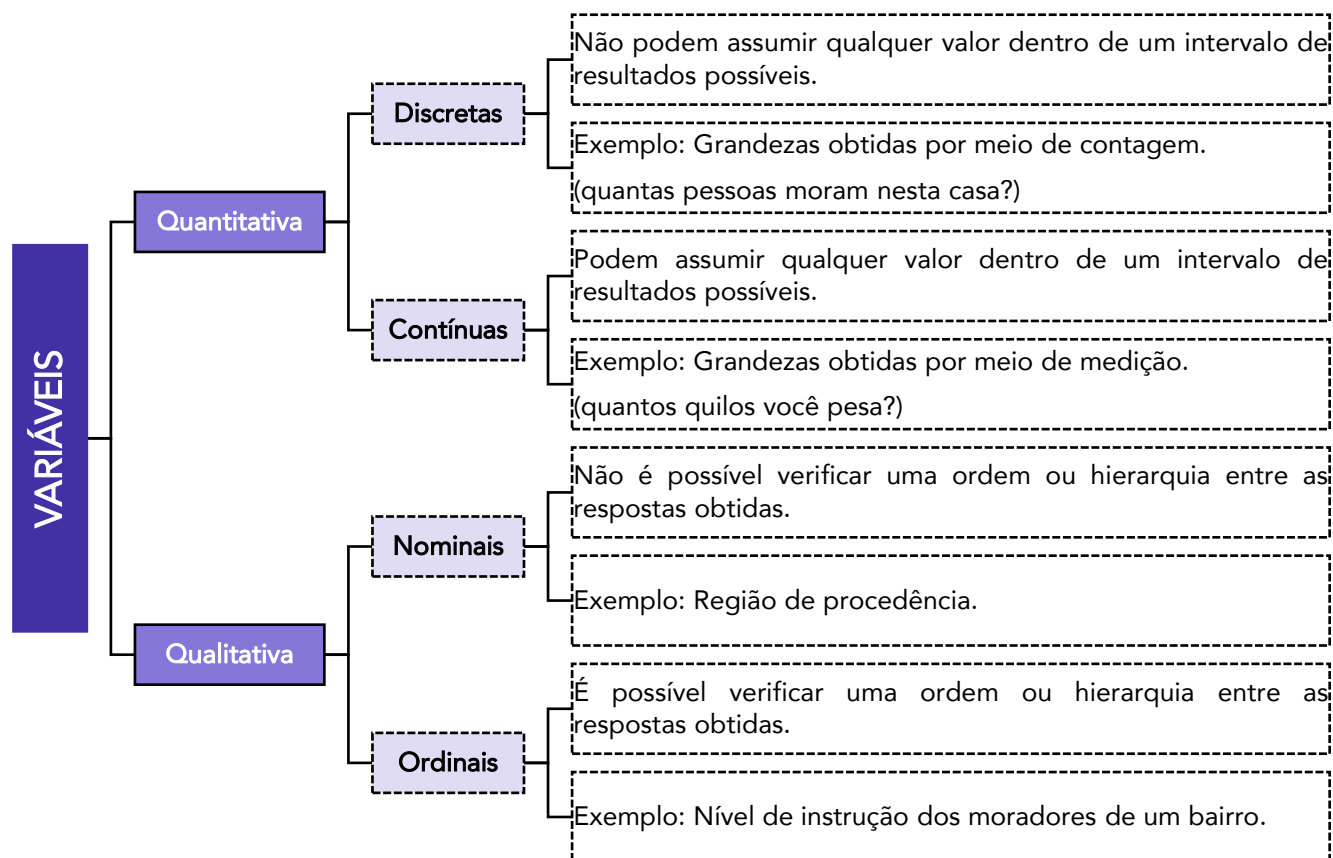 VARIÁVEIS
Quantitativa
Discretas
Não podem assumir qualquer valor dentro de um intervalo de
resultados possíveis.
Exemplo: Grandezas obtidas por meio de contagem.
(quantas pessoas moram nesta casa?)
Contínuas
Podem assumir qualquer valor dentro de um intervalo de
resultados possíveis.
Exemplo: Grandezas obtidas por meio de medição.
(quantos quilos você pesa?)
Qualitativa
Nominais
Não é possível verificar uma ordem ou hierarquia entre as
respostas obtidas.
Exemplo: Região de procedência.
Ordinais
É possível verificar uma ordem ou hierarquia entre as
respostas obtidas.
Exemplo: Nível de instrução dos moradores de um bairro.